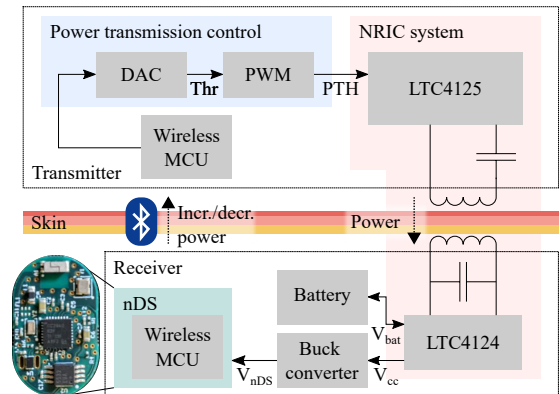 Power transmission control
NRIC system
DAC
Thr
PWM
PTH
LTC4125
Wireless
MCU
Transmitter
Skin
Incr./decr.
power
Power
Receiver
nDS
Wireless
MCU
V_nDS
Battery
Buck
converter
V_bat
V_cc
LTC4124